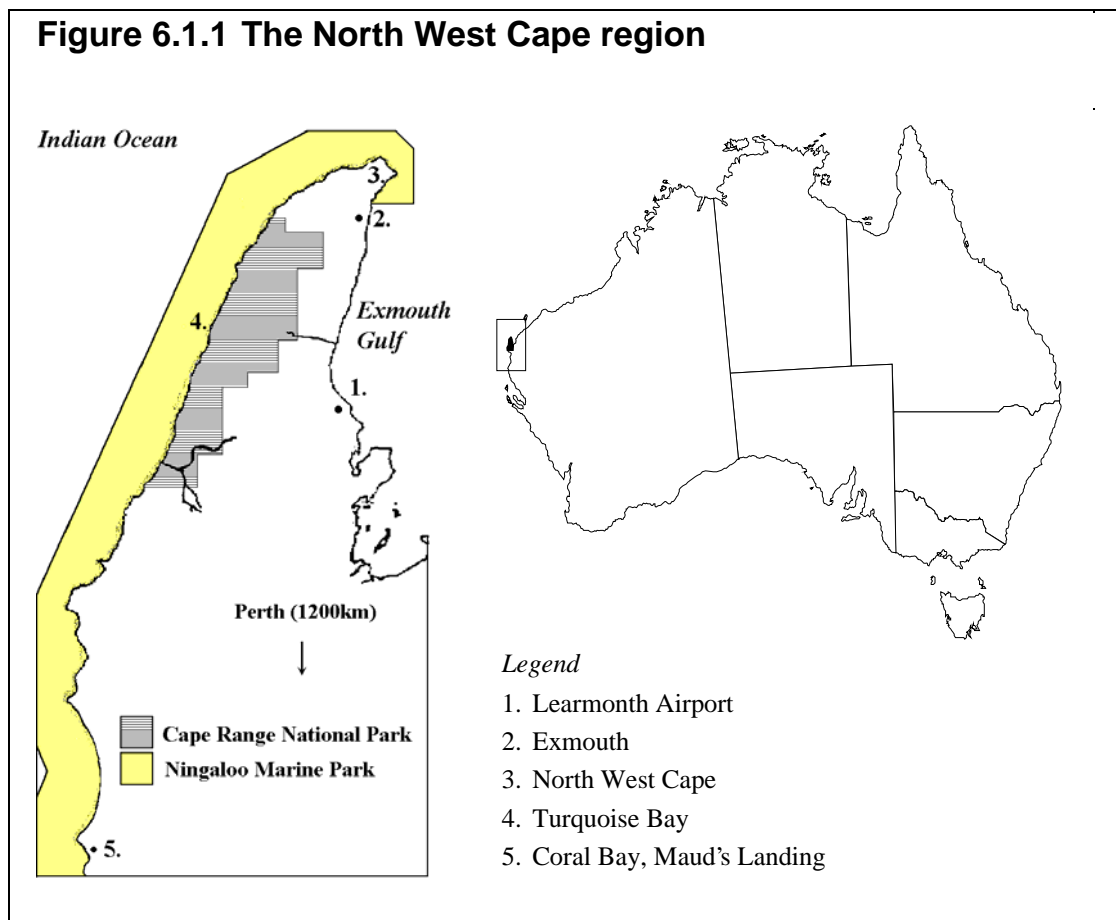 Figure 6.1.1 The North West Cape region
Indian Ocean
3.
2.
Exmouth
Gulf
4.
1.
Perth (1200km)
Cape Range National Park
Ningaloo Marine Park
5.
Legend
1. Learmonth Airport
2. Exmouth
3. North West Cape
4. Turquoise Bay
5. Coral Bay, Maud's Landing